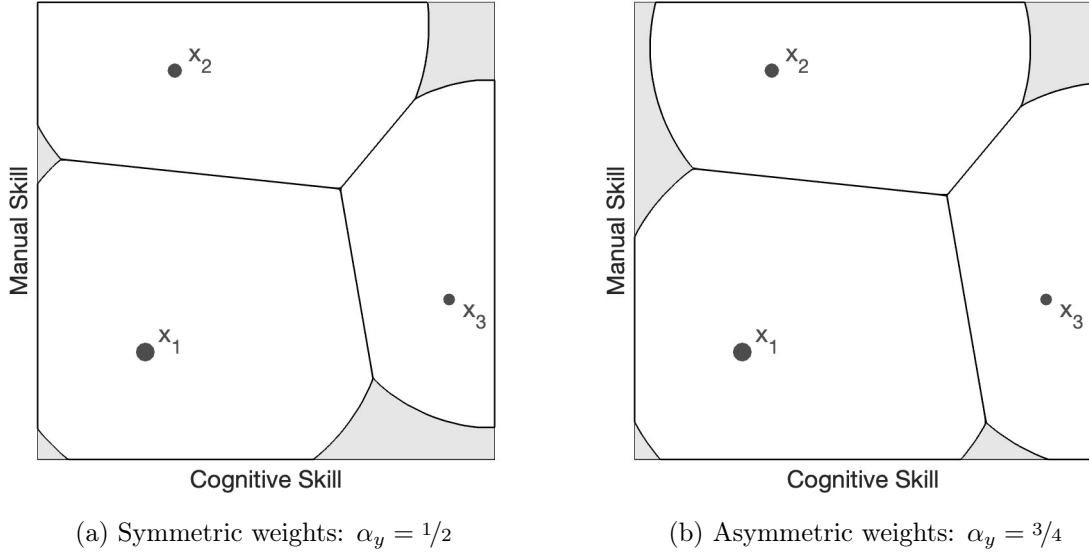 x2
x3
x1
Manual Skill
Cognitive Skill
(a) Symmetric weights: αy = 1/2
x2
x3
x1
Manual Skill
Cognitive Skill
(b) Asymmetric weights: αy = 3/4